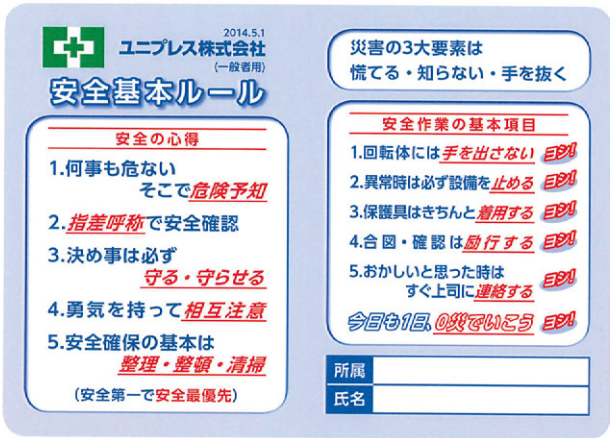 2014.5.1
ユニプレス株式会社
(一般者用)
安全基本ルール
安全の心得
1.何事も危ない
そこで危険予知
2.指差呼称で安全確認
3.決め事は必ず
守る・守らせる
4.勇気を持って相互注意
5.安全確保の基本は
整理・整頓・清掃
(安全第一で安全最優先)
災害の3大要素は
慌てる・知らない・手を抜く
安全作業の基本項目
1.回転体には手を出さない ヨシ!
2.異常時は必ず設備を止める ヨシ!
3.保護具はきちんと着用する ヨシ!
4.合図・確認は励行する ヨシ!
5.おかしいと思った時は
すぐ上司に連絡する ヨシ!
今日も1日、0災でいこう ヨシ!
所属
氏名